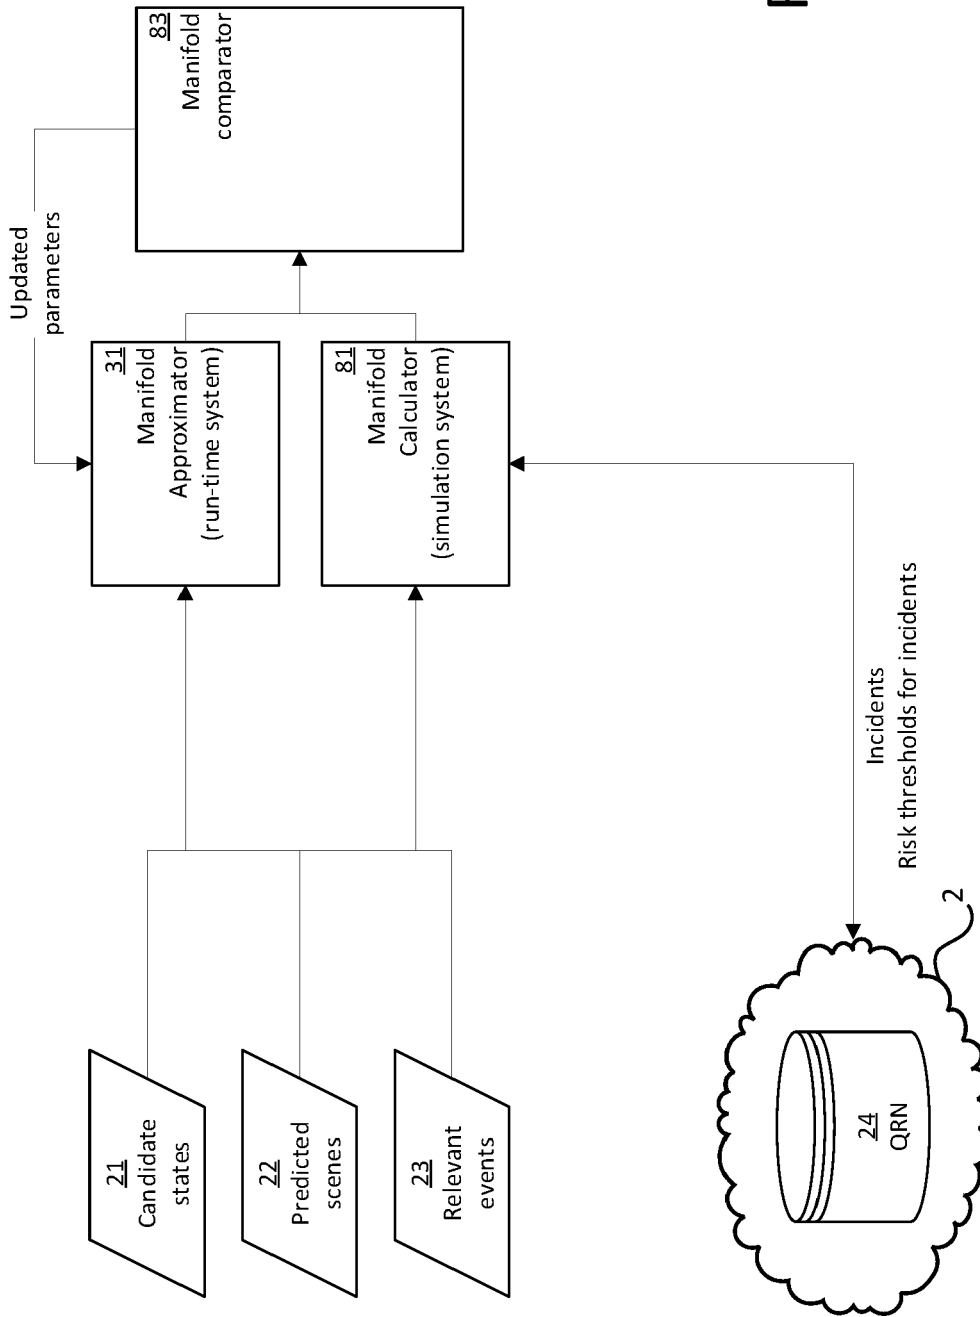 21
Candidate
states
22
Predicted
scenes
23
Relevant
events
Updated
parameters
31
Manifold
Approximator
(run-time system)
81
Manifold
Calculator
(simulation system)
83
Manifold
comparator
24
QRN
2
Incidents
Risk thresholds for incidents